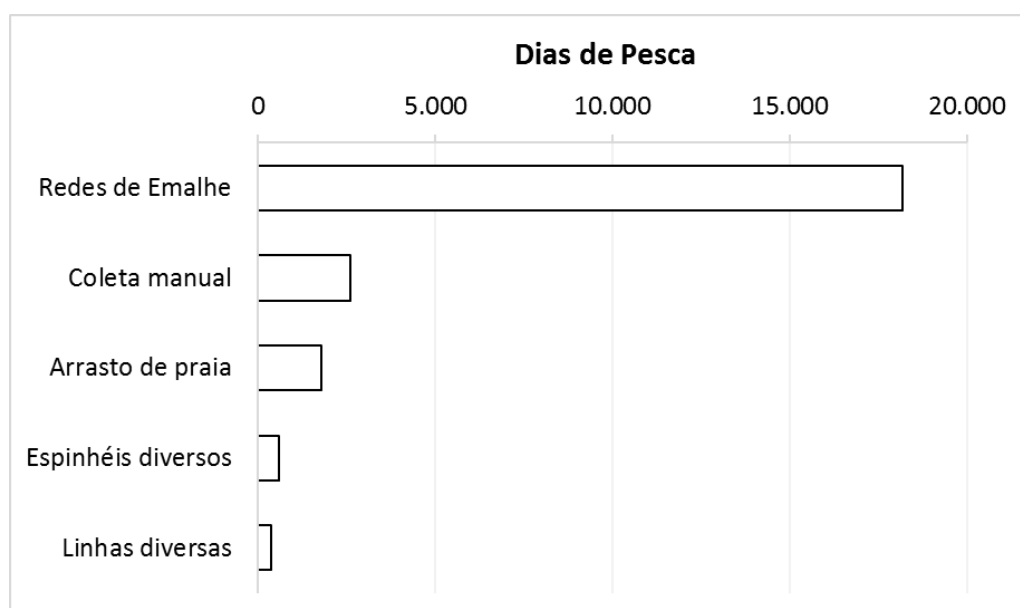 Dias de Pesca
0 5.000 10.000 15.000 20.000
Redes de Emalhe
Coleta manual
Arrasto de praia
Espinhéis diversos
Linhas diversas